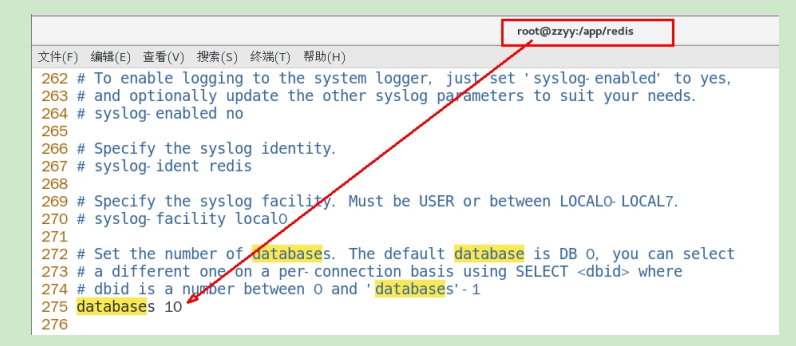 root@zzyy:/app/redis
文件(F) 编辑(E) 查看(V) 搜索(S) 终端(T) 帮助(H)
262 # To enable logging to the system logger, just set 'syslog-enabled' to yes,
263 # and optionally update the other syslog parameters to suit your needs.
264 # syslog-enabled no
265
266 # Specify the syslog identity.
267 # syslog-ident redis
268
269 # Specify the syslog facility. Must be USER or between LOCAL0-LOCAL7.
270 # syslog-facility local0
271
272 # Set the number of databases. The default database is DB 0, you can select
273 # a different one on a per-connection basis using SELECT <dbid> where
274 # dbid is a number between 0 and 'databases'-1
275 databases 10
276